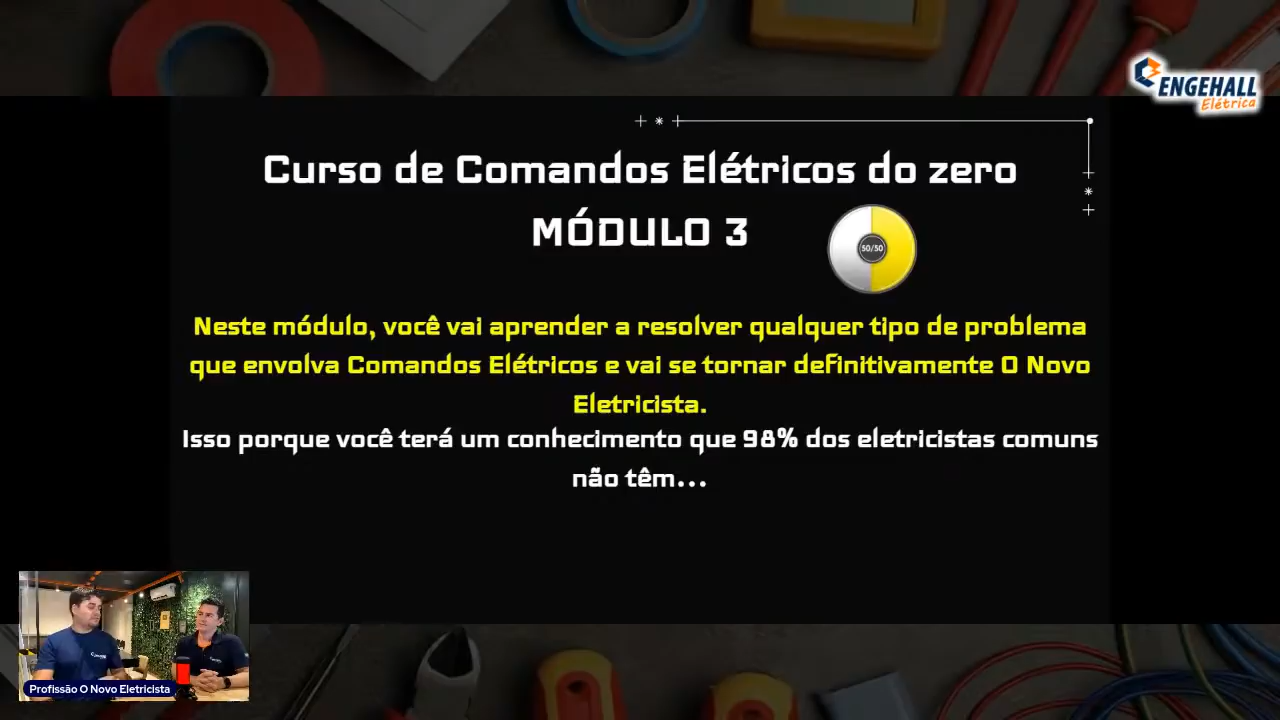 ENGEHALL
Elétrica
Curso de Comandos Elétricos do zero
MÓDULO 3
50/50
Neste módulo, você vai aprender a resolver qualquer tipo de problema
que envolva Comandos Elétricos e vai se tornar definitivamente O Novo
Eletricista.
Isso porque você terá um conhecimento que 98% dos eletricistas comuns
não têm...
Profissão O Novo Eletricista